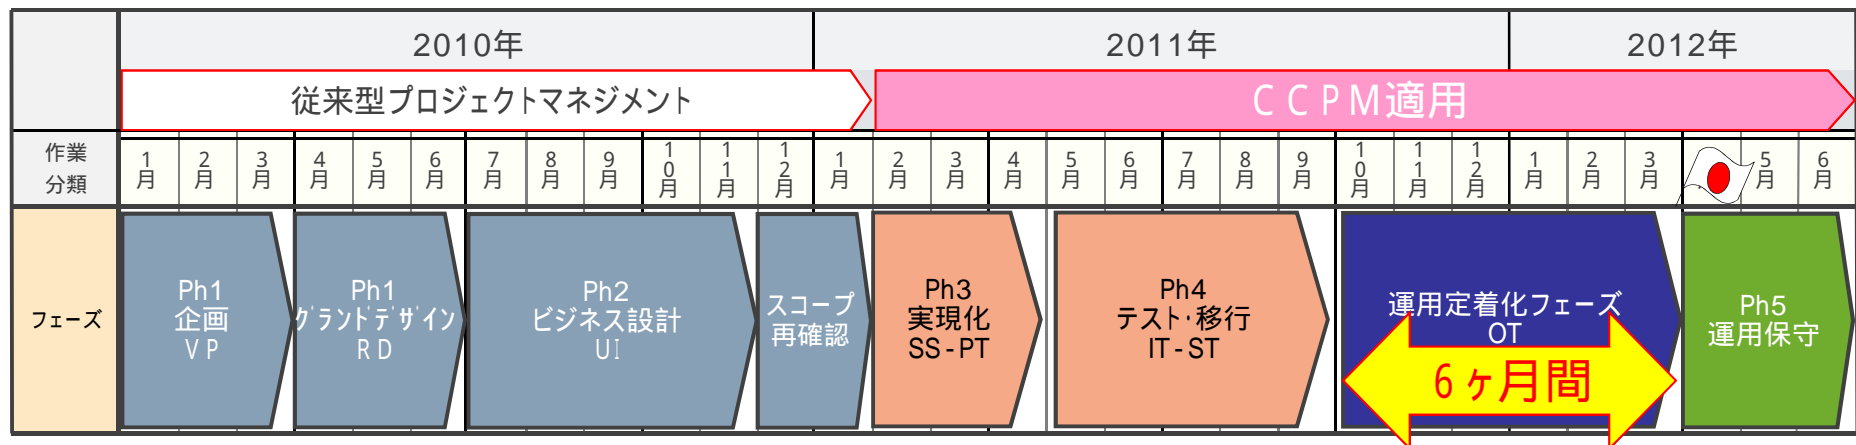 2010年
2011年
2012年
従来型プロジェクトマネジメント
CCPM適用
作業
分類
1月
2月
3月
4月
5月
6月
7月
8月
9月
10月
11月
12月
1月
2月
3月
4月
5月
6月
7月
8月
9月
10月
11月
12月
1月
2月
3月
5月
6月
フェーズ
Ph1
企画
VP
Ph1
グランドデザイン
RD
Ph2
ビジネス設計
UI
スコープ
再確認
Ph3
実現化
SS-PT
Ph4
テスト・移行
IT-ST
運用定着化フェーズ
OT
6ヶ月間
Ph5
運用保守